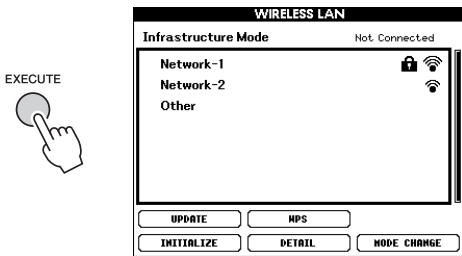 WIRELESS LAN
Infrastructure Mode Not Connected
Network-1
EXECUTE
Network-2
Other
UPDATE WPS
INITIALIZE DETAIL MODE CHANGE